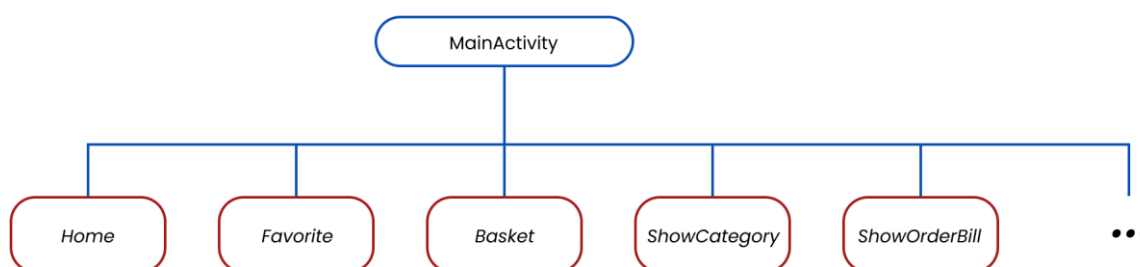 MainActivity
Home
Favorite
Basket
ShowCategory
ShowOrderBill